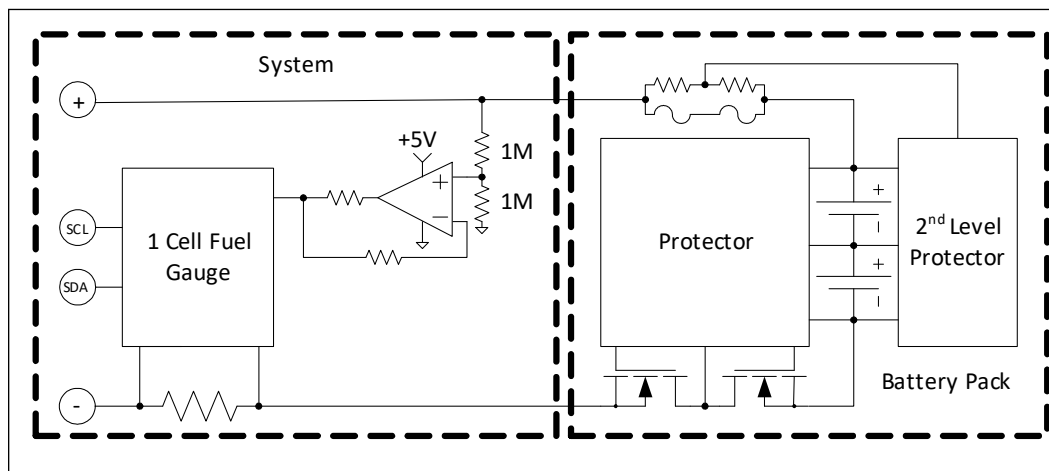 System
+
+5V
1M
+
1M
−
SCL
1 Cell Fuel
Gauge
SDA
-
Protector
+
−
+
−
2nd Level
Protector
Battery Pack